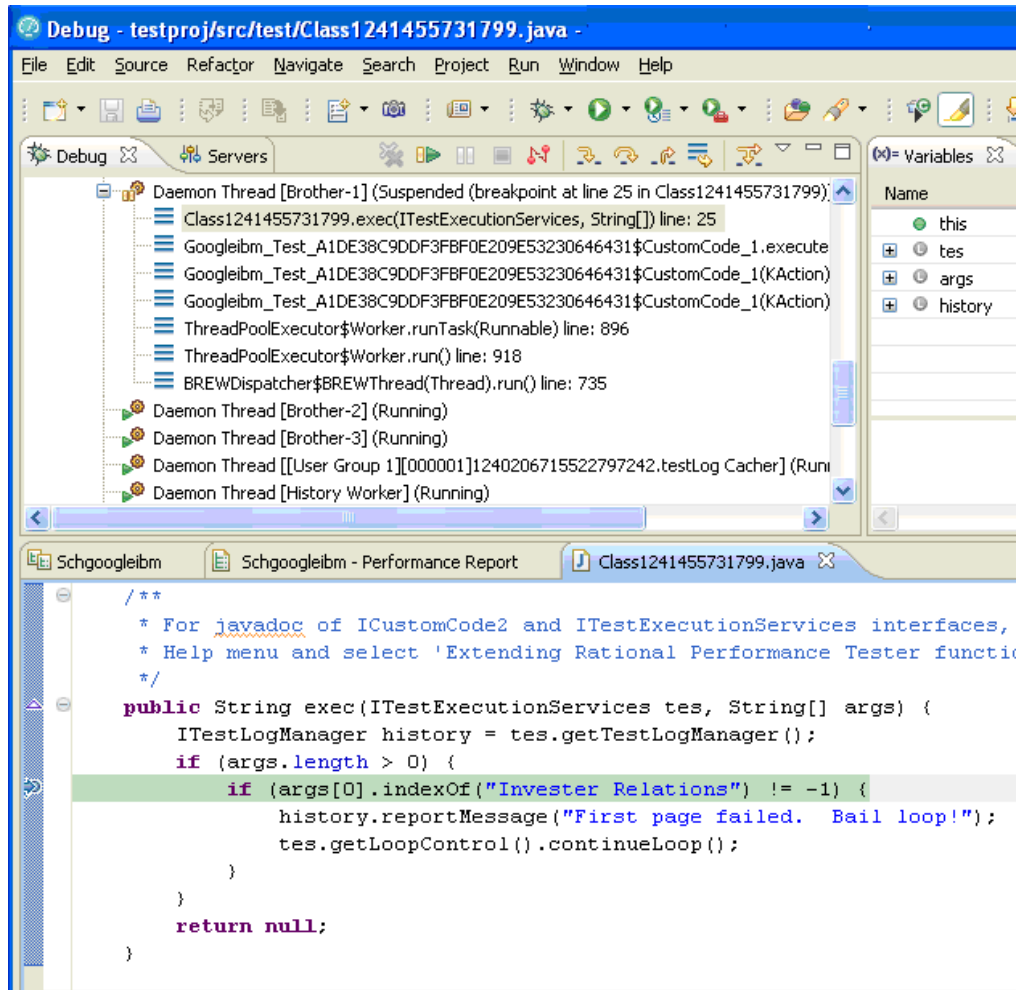 Debug - testproj/src/test/Class1241455731799.java -
File Edit Source Refactor Navigate Search Project Run Window Help
Debug Servers
Daemon Thread [Brother-1] (Suspended (breakpoint at line 25 in Class1241455731799)
Class1241455731799.exec(ITestExecutionServices, String[]) line: 25
Googleibm_Test_A1DE38C9DDF3FBF0E209E53230646431$CustomCode_1.execute
Googleibm_Test_A1DE38C9DDF3FBF0E209E53230646431$CustomCode_1(KAction)
Googleibm_Test_A1DE38C9DDF3FBF0E209E53230646431$CustomCode_1(KAction)
ThreadPoolExecutor$Worker.runTask(Runnable) line: 896
ThreadPoolExecutor$Worker.run() line: 918
BREWDispatcher$BREWThread(Thread).run() line: 735
Daemon Thread [Brother-2] (Running)
Daemon Thread [Brother-3] (Running)
Daemon Thread [[User Group 1][000001]1240206715522797242.testLog Cacher] (Runn
Daemon Thread [History Worker] (Running)
(x)= Variables
Name
this
tes
args
history
Schgoogleibm Schgoogleibm - Performance Report Class1241455731799.java
/**
* For javadoc of ICustomCode2 and ITestExecutionServices interfaces,
* Help menu and select 'Extending Rational Performance Tester functio
*/
public String exec(ITestExecutionServices tes, String[] args) {
ITestLogManager history = tes.getTestLogManager();
if (args.length > 0) {
if (args[0].indexOf("Invester Relations") != -1) {
history.reportMessage("First page failed.  Bail loop!");
tes.getLoopControl().continueLoop();
}
}
return null;
}